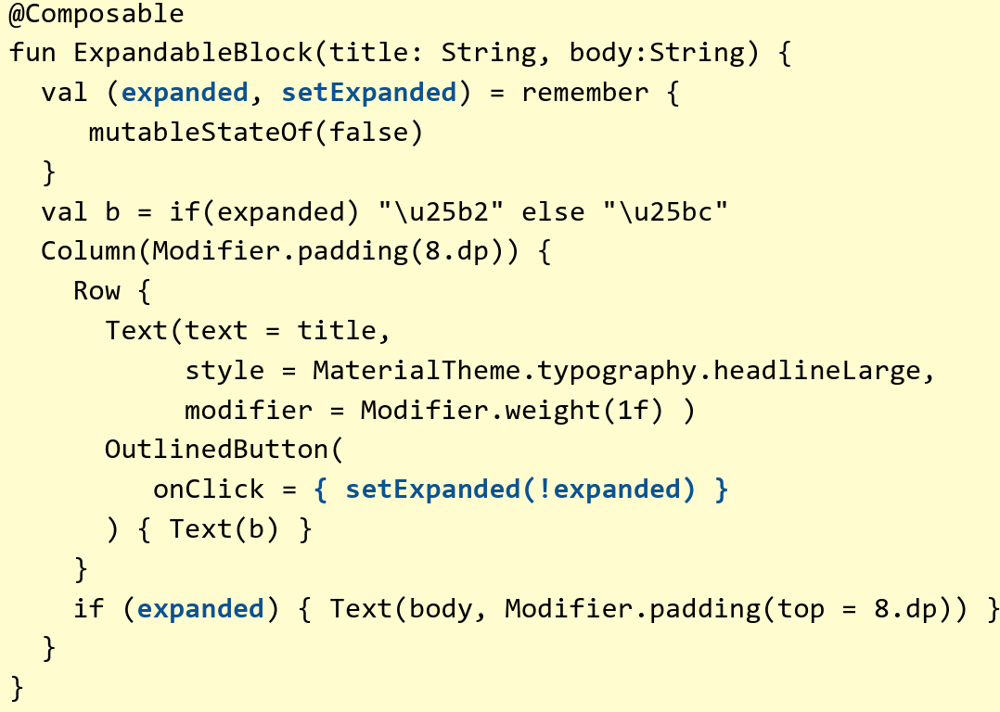 @Composable
fun ExpandableBlock(title: String, body:String) {
  val (expanded, setExpanded) = remember {
     mutableStateOf(false)
  }
  val b = if(expanded) "\u25b2" else "\u25bc"
  Column(Modifier.padding(8.dp)) {
    Row {
      Text(text = title,
           style = MaterialTheme.typography.headlineLarge,
           modifier = Modifier.weight(1f) )
      OutlinedButton(
         onClick = { setExpanded(!expanded) }
      ) { Text(b) }
    }
    if (expanded) { Text(body, Modifier.padding(top = 8.dp)) }
  }
}